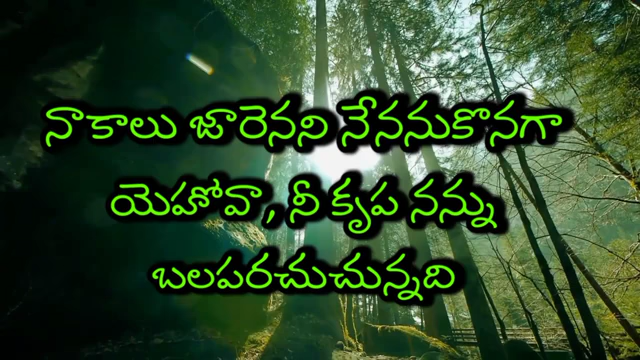 నాకాలు జారెనని నేననుకొనగా
యెహోవా, నీ కృప నన్ను
బలపరచుచున్నది